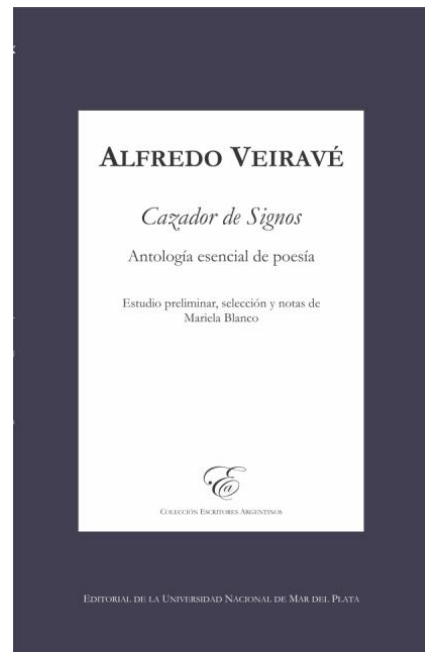 ALFREDO VEIRAVÉ
Cazador de Signos
Antología esencial de poesía
Estudio preliminar, selección y notas de
Mariela Blanco
Ea
COLECCIÓN ESCRITORES ARGENTINOS
EDITORIAL DE LA UNIVERSIDAD NACIONAL DE MAR DEL PLATA